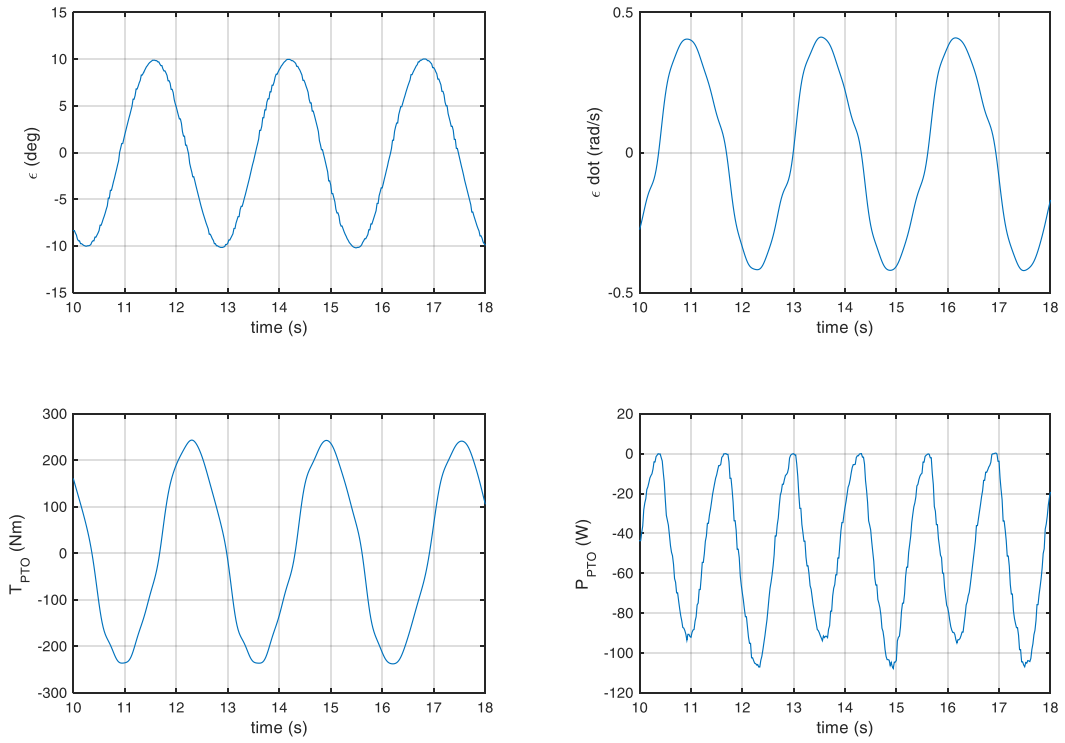 15
10
5
0
-5
-10
-15
ϵ (deg)
10 11 12 13 14 15 16 17 18
time (s)
0.5
0
-0.5
ϵ dot (rad/s)
10 11 12 13 14 15 16 17 18
time (s)
300
200
100
0
-100
-200
-300
T_PTO (Nm)
10 11 12 13 14 15 16 17 18
time (s)
20
0
-20
-40
-60
-80
-100
-120
P_PTO (W)
10 11 12 13 14 15 16 17 18
time (s)